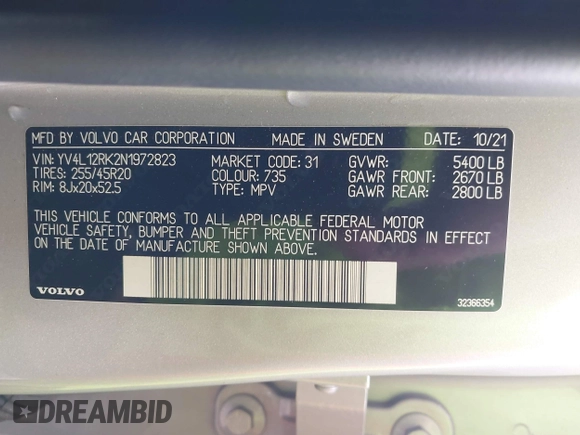 MFD BY VOLVO CAR CORPORATION MADE IN SWEDEN DATE: 10/21
VIN: YV4L12RK2N1972823 MARKET CODE: 31 GVWR: 5400 LB
TIRES: 255/45R20 COLOUR: 735 GAWR FRONT: 2670 LB
RIM: 8Jx20x52.5 TYPE: MPV GAWR REAR: 2800 LB
THIS VEHICLE CONFORMS TO ALL APPLICABLE FEDERAL MOTOR
VEHICLE SAFETY, BUMPER AND THEFT PREVENTION STANDARDS IN EFFECT
ON THE DATE OF MANUFACTURE SHOWN ABOVE.
VOLVO 32366354
DREAMBID